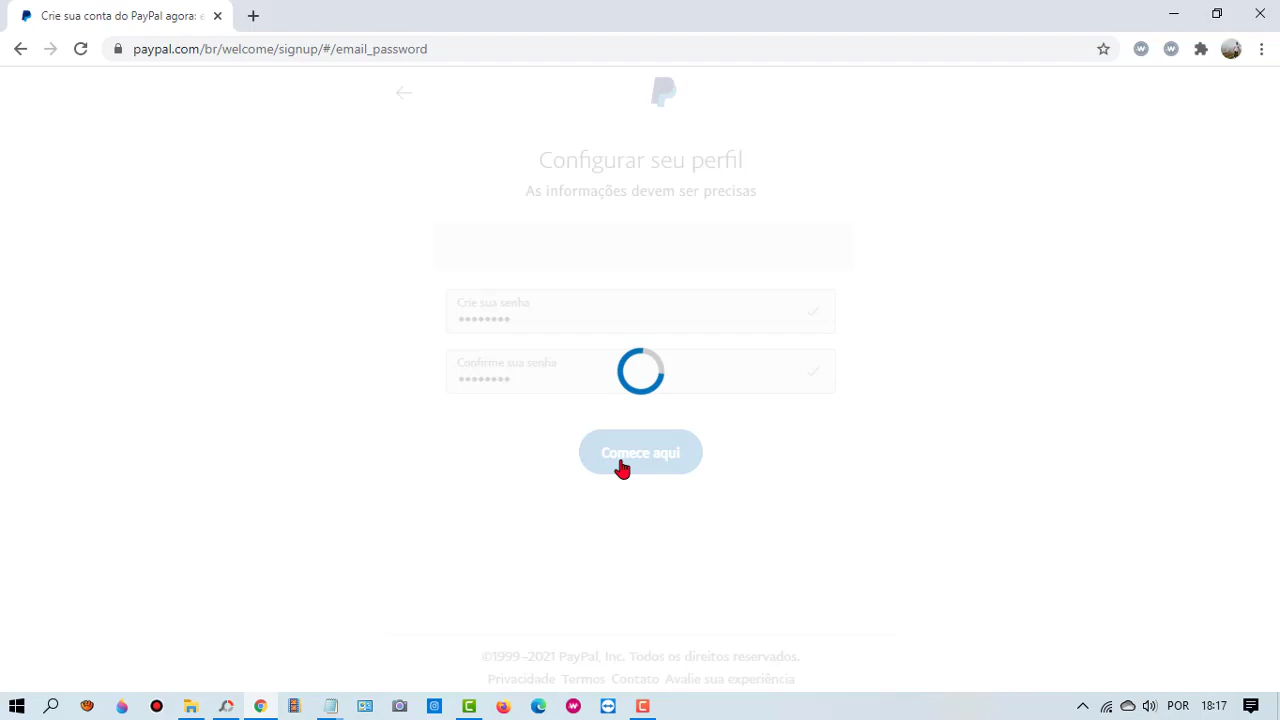 Crie sua conta do PayPal agora: e
paypal.com/br/welcome/signup/#/email_password
Configurar seu perfil
As informações devem ser precisas
Crie sua senha
••••••••
Confirme sua senha
••••••••
Comece aqui
©1999–2021 PayPal, Inc. Todos os direitos reservados.
Privacidade Termos Contato Avalie sua experiência
POR 18:17